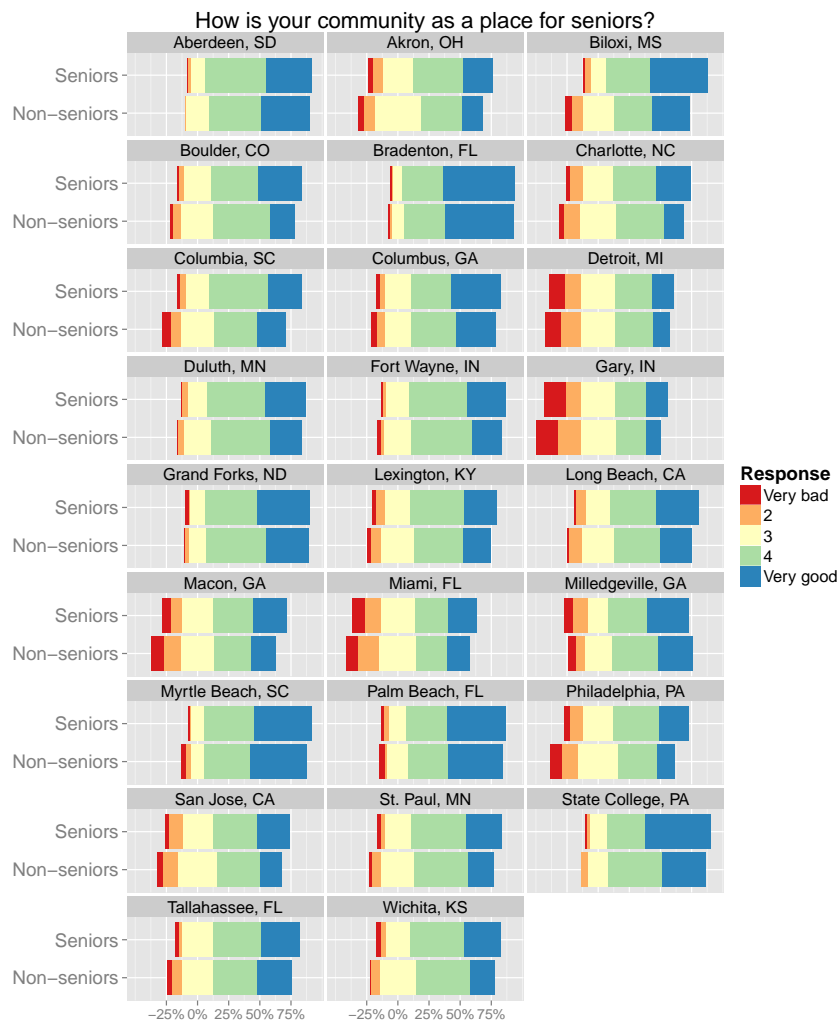 How is your community as a place for seniors?
Aberdeen, SD Akron, OH Biloxi, MS
Seniors
Non−seniors
Boulder, CO Bradenton, FL Charlotte, NC
Seniors
Non−seniors
Columbia, SC Columbus, GA Detroit, MI
Seniors
Non−seniors
Duluth, MN Fort Wayne, IN Gary, IN
Seniors
Non−seniors
Grand Forks, ND Lexington, KY Long Beach, CA
Seniors
Non−seniors
Macon, GA Miami, FL Milledgeville, GA
Seniors
Non−seniors
Myrtle Beach, SC Palm Beach, FL Philadelphia, PA
Seniors
Non−seniors
San Jose, CA St. Paul, MN State College, PA
Seniors
Non−seniors
Tallahassee, FL Wichita, KS
Seniors
Non−seniors
−25% 0% 25% 50% 75% −25% 0% 25% 50% 75%
Response
Very bad
2
3
4
Very good